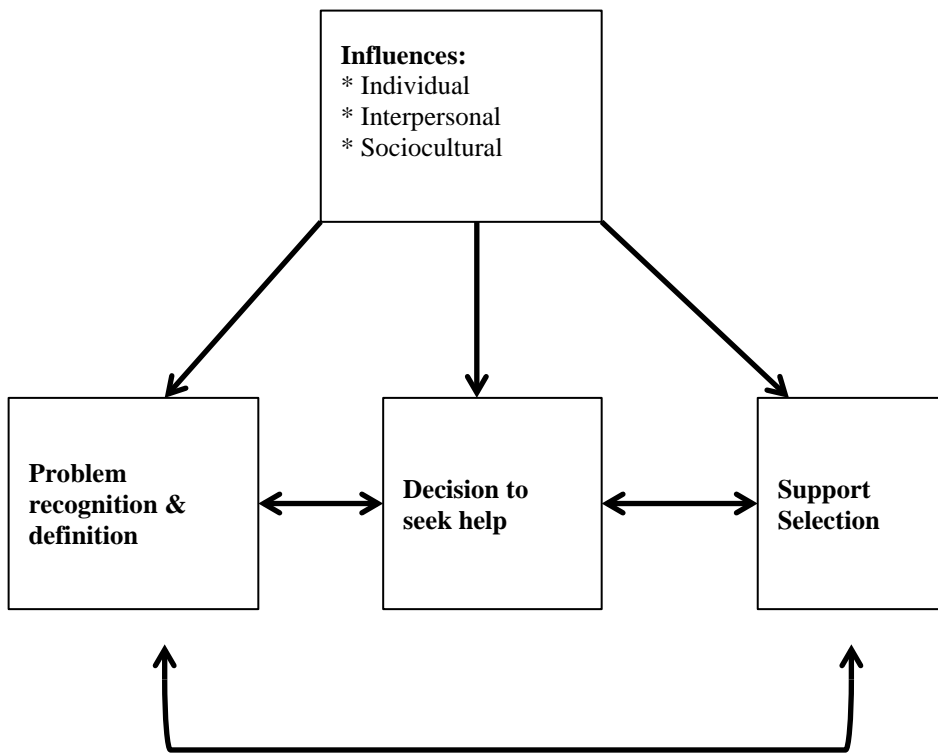 Influences:
* Individual
* Interpersonal
* Sociocultural
Problem
recognition &
definition
Decision to
seek help
Support
Selection